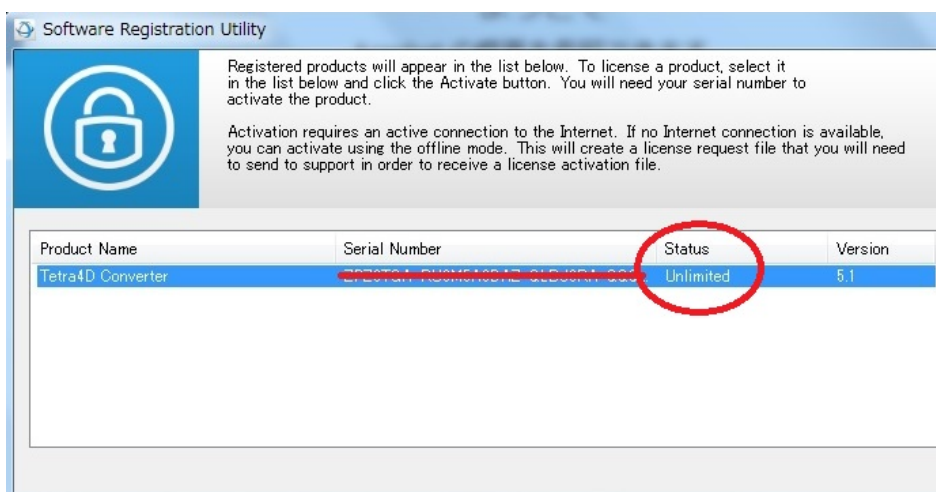 Software Registration Utility
Registered products will appear in the list below. To license a product, select it
in the list below and click the Activate button. You will need your serial number to
activate the product.
Activation requires an active connection to the Internet. If no Internet connection is available,
you can activate using the offline mode. This will create a license request file that you will need
to send to support in order to receive a license activation file.
Product Name Serial Number Status Version
Tetra4D Converter Unlimited 5.1